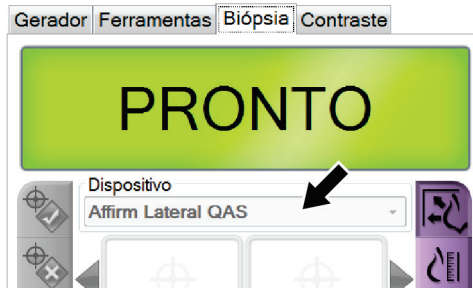 Gerador Ferramentas Biópsia Contraste
PRONTO
Dispositivo
Affirm Lateral QAS